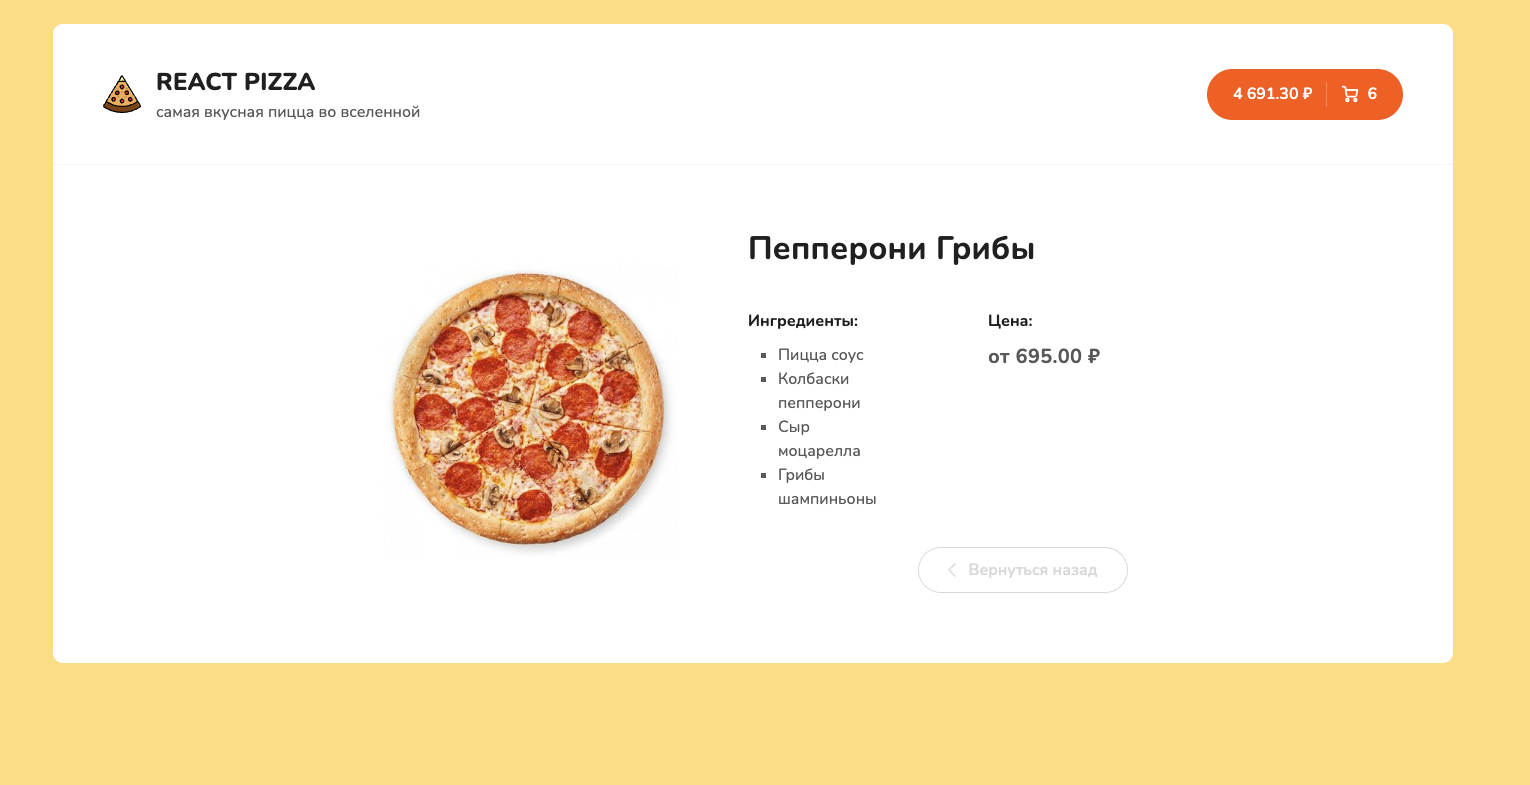 REACT PIZZA
самая вкусная пицца во вселенной
4 691.30 ₽ 6
Пепперони Грибы
Ингредиенты:
Пицца соус
Колбаски
пепперони
Сыр
моцарелла
Грибы
шампиньоны
Цена:
от 695.00 ₽
Вернуться назад